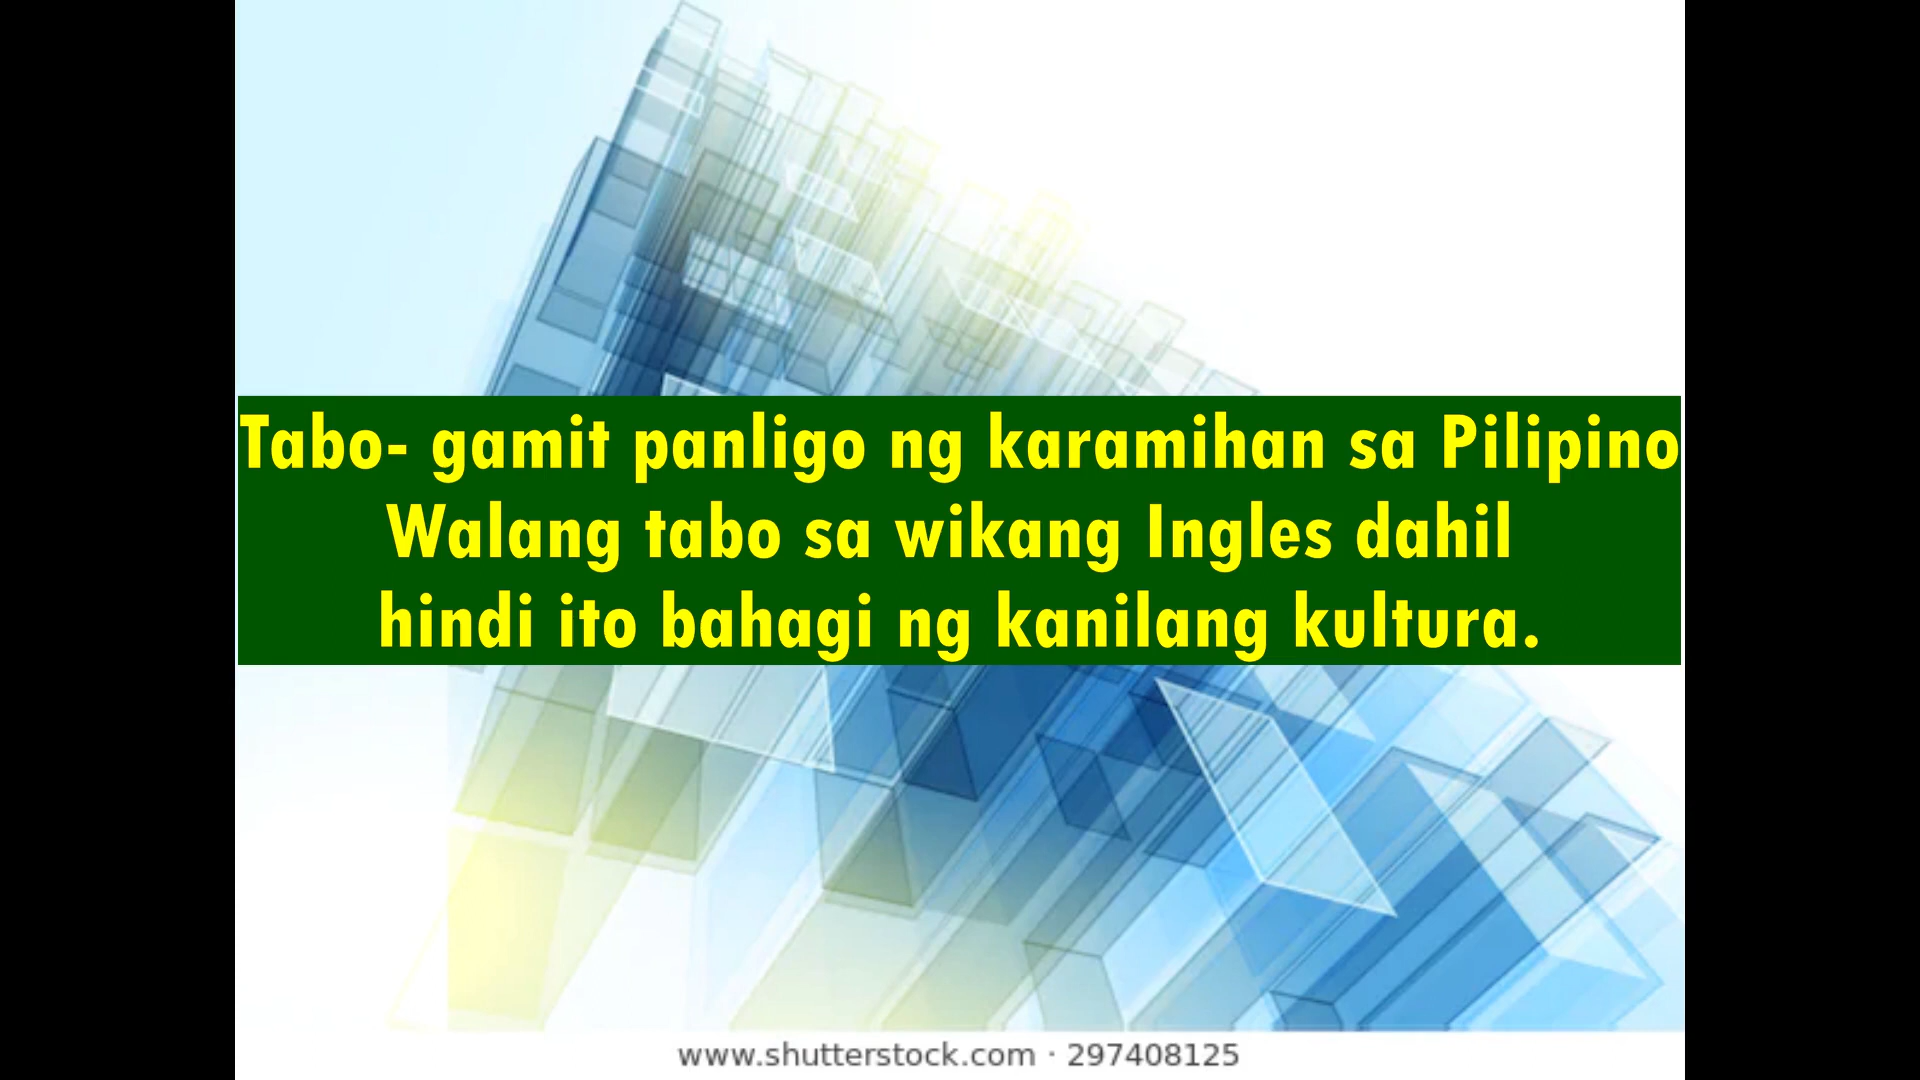 Tabo- gamit panligo ng karamihan sa Pilipino
Walang tabo sa wikang Ingles dahil
hindi ito bahagi ng kanilang kultura.
www.shutterstock.com · 297408125